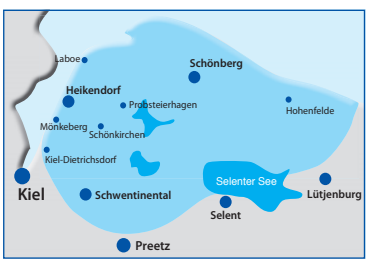 Laboe
Schönberg
Heikendorf
Probsteierhagen
Hohenfelde
Mönkeberg
Schönkirchen
Kiel-Dietrichsdorf
Selenter See
Kiel
Schwentinental
Lütjenburg
Selent
Preetz